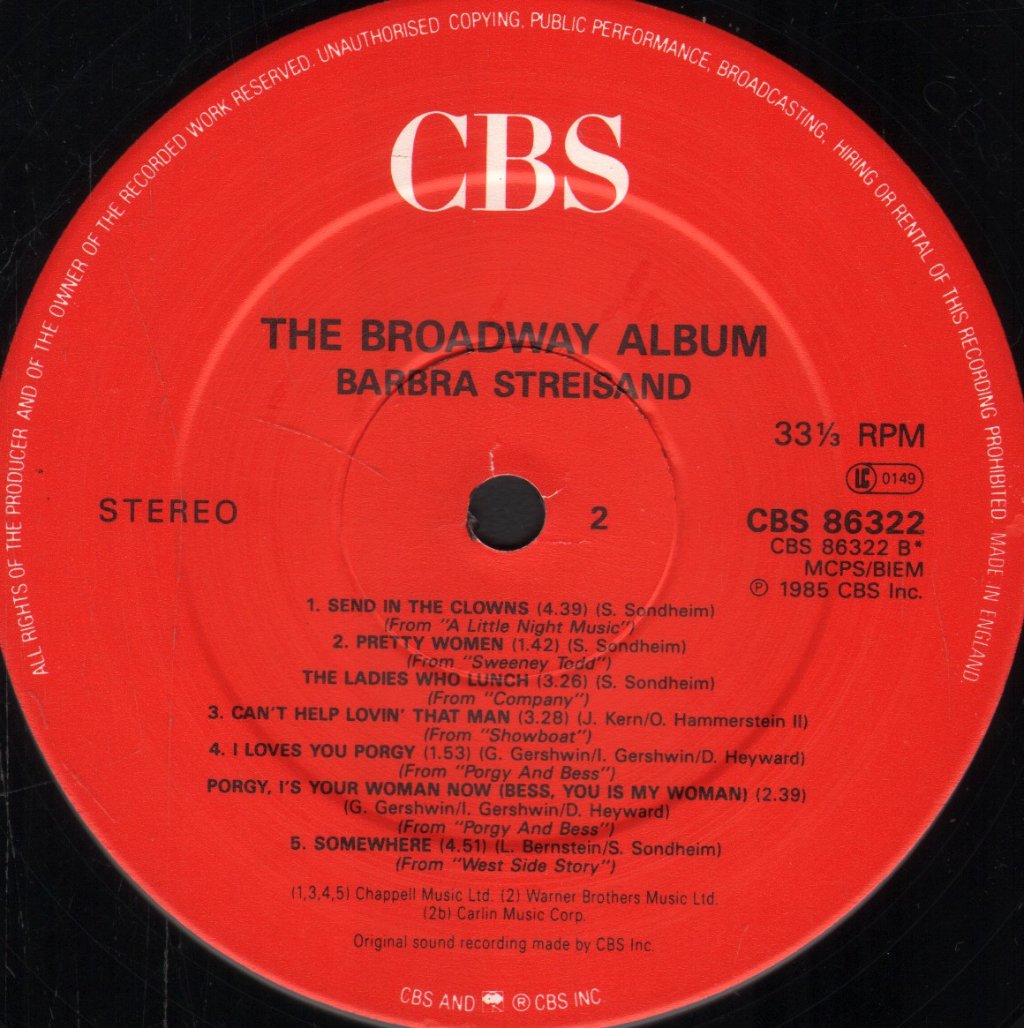 ALL RIGHTS OF THE PRODUCER AND OF THE OWNER OF THE RECORDED WORK RESERVED. UNAUTHORISED COPYING, PUBLIC PERFORMANCE, BROADCASTING, HIRING OR RENTAL OF THIS RECORDING PROHIBITED. MADE IN ENGLAND.
CBS
THE BROADWAY ALBUM
BARBRA STREISAND
33⅓ RPM
LC 0149
STEREO
2
CBS 86322
CBS 86322 B*
MCPS/BIEM
℗ 1985 CBS Inc.
1. SEND IN THE CLOWNS (4.39) (S. Sondheim)
(From "A Little Night Music")
2. PRETTY WOMEN (1.42) (S. Sondheim)
(From "Sweeney Todd")
THE LADIES WHO LUNCH (3.26) (S. Sondheim)
(From "Company")
3. CAN'T HELP LOVIN' THAT MAN (3.28) (J. Kern/O. Hammerstein II)
(From "Showboat")
4. I LOVES YOU PORGY (1.53) (G. Gershwin/I. Gershwin/D. Heyward)
(From "Porgy And Bess")
PORGY, I'S YOUR WOMAN NOW (BESS, YOU IS MY WOMAN) (2.39)
(G. Gershwin/I. Gershwin/D. Heyward)
(From "Porgy And Bess")
5. SOMEWHERE (4.51) (L. Bernstein/S. Sondheim)
(From "West Side Story")
(1,3,4,5) Chappell Music Ltd. (2) Warner Brothers Music Ltd.
(2b) Carlin Music Corp.
Original sound recording made by CBS Inc.
CBS AND ® CBS INC